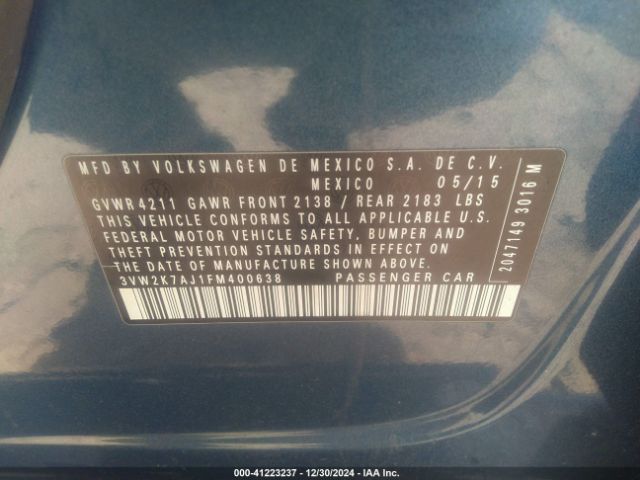 MFD BY VOLKSWAGEN DE MEXICO S.A. DE C.V.
MEXICO 05/15
GVWR 4211 GAWR FRONT 2138 / REAR 2183 LBS
THIS VEHICLE CONFORMS TO ALL APPLICABLE U.S.
FEDERAL MOTOR VEHICLE SAFETY, BUMPER AND
THEFT PREVENTION STANDARDS IN EFFECT ON
THE DATE OF MANUFACTURE SHOWN ABOVE.
3VW2K7AJ1FM400638 PASSENGER CAR
2047149 3016 M
000-41223237 - 12/30/2024 - IAA Inc.